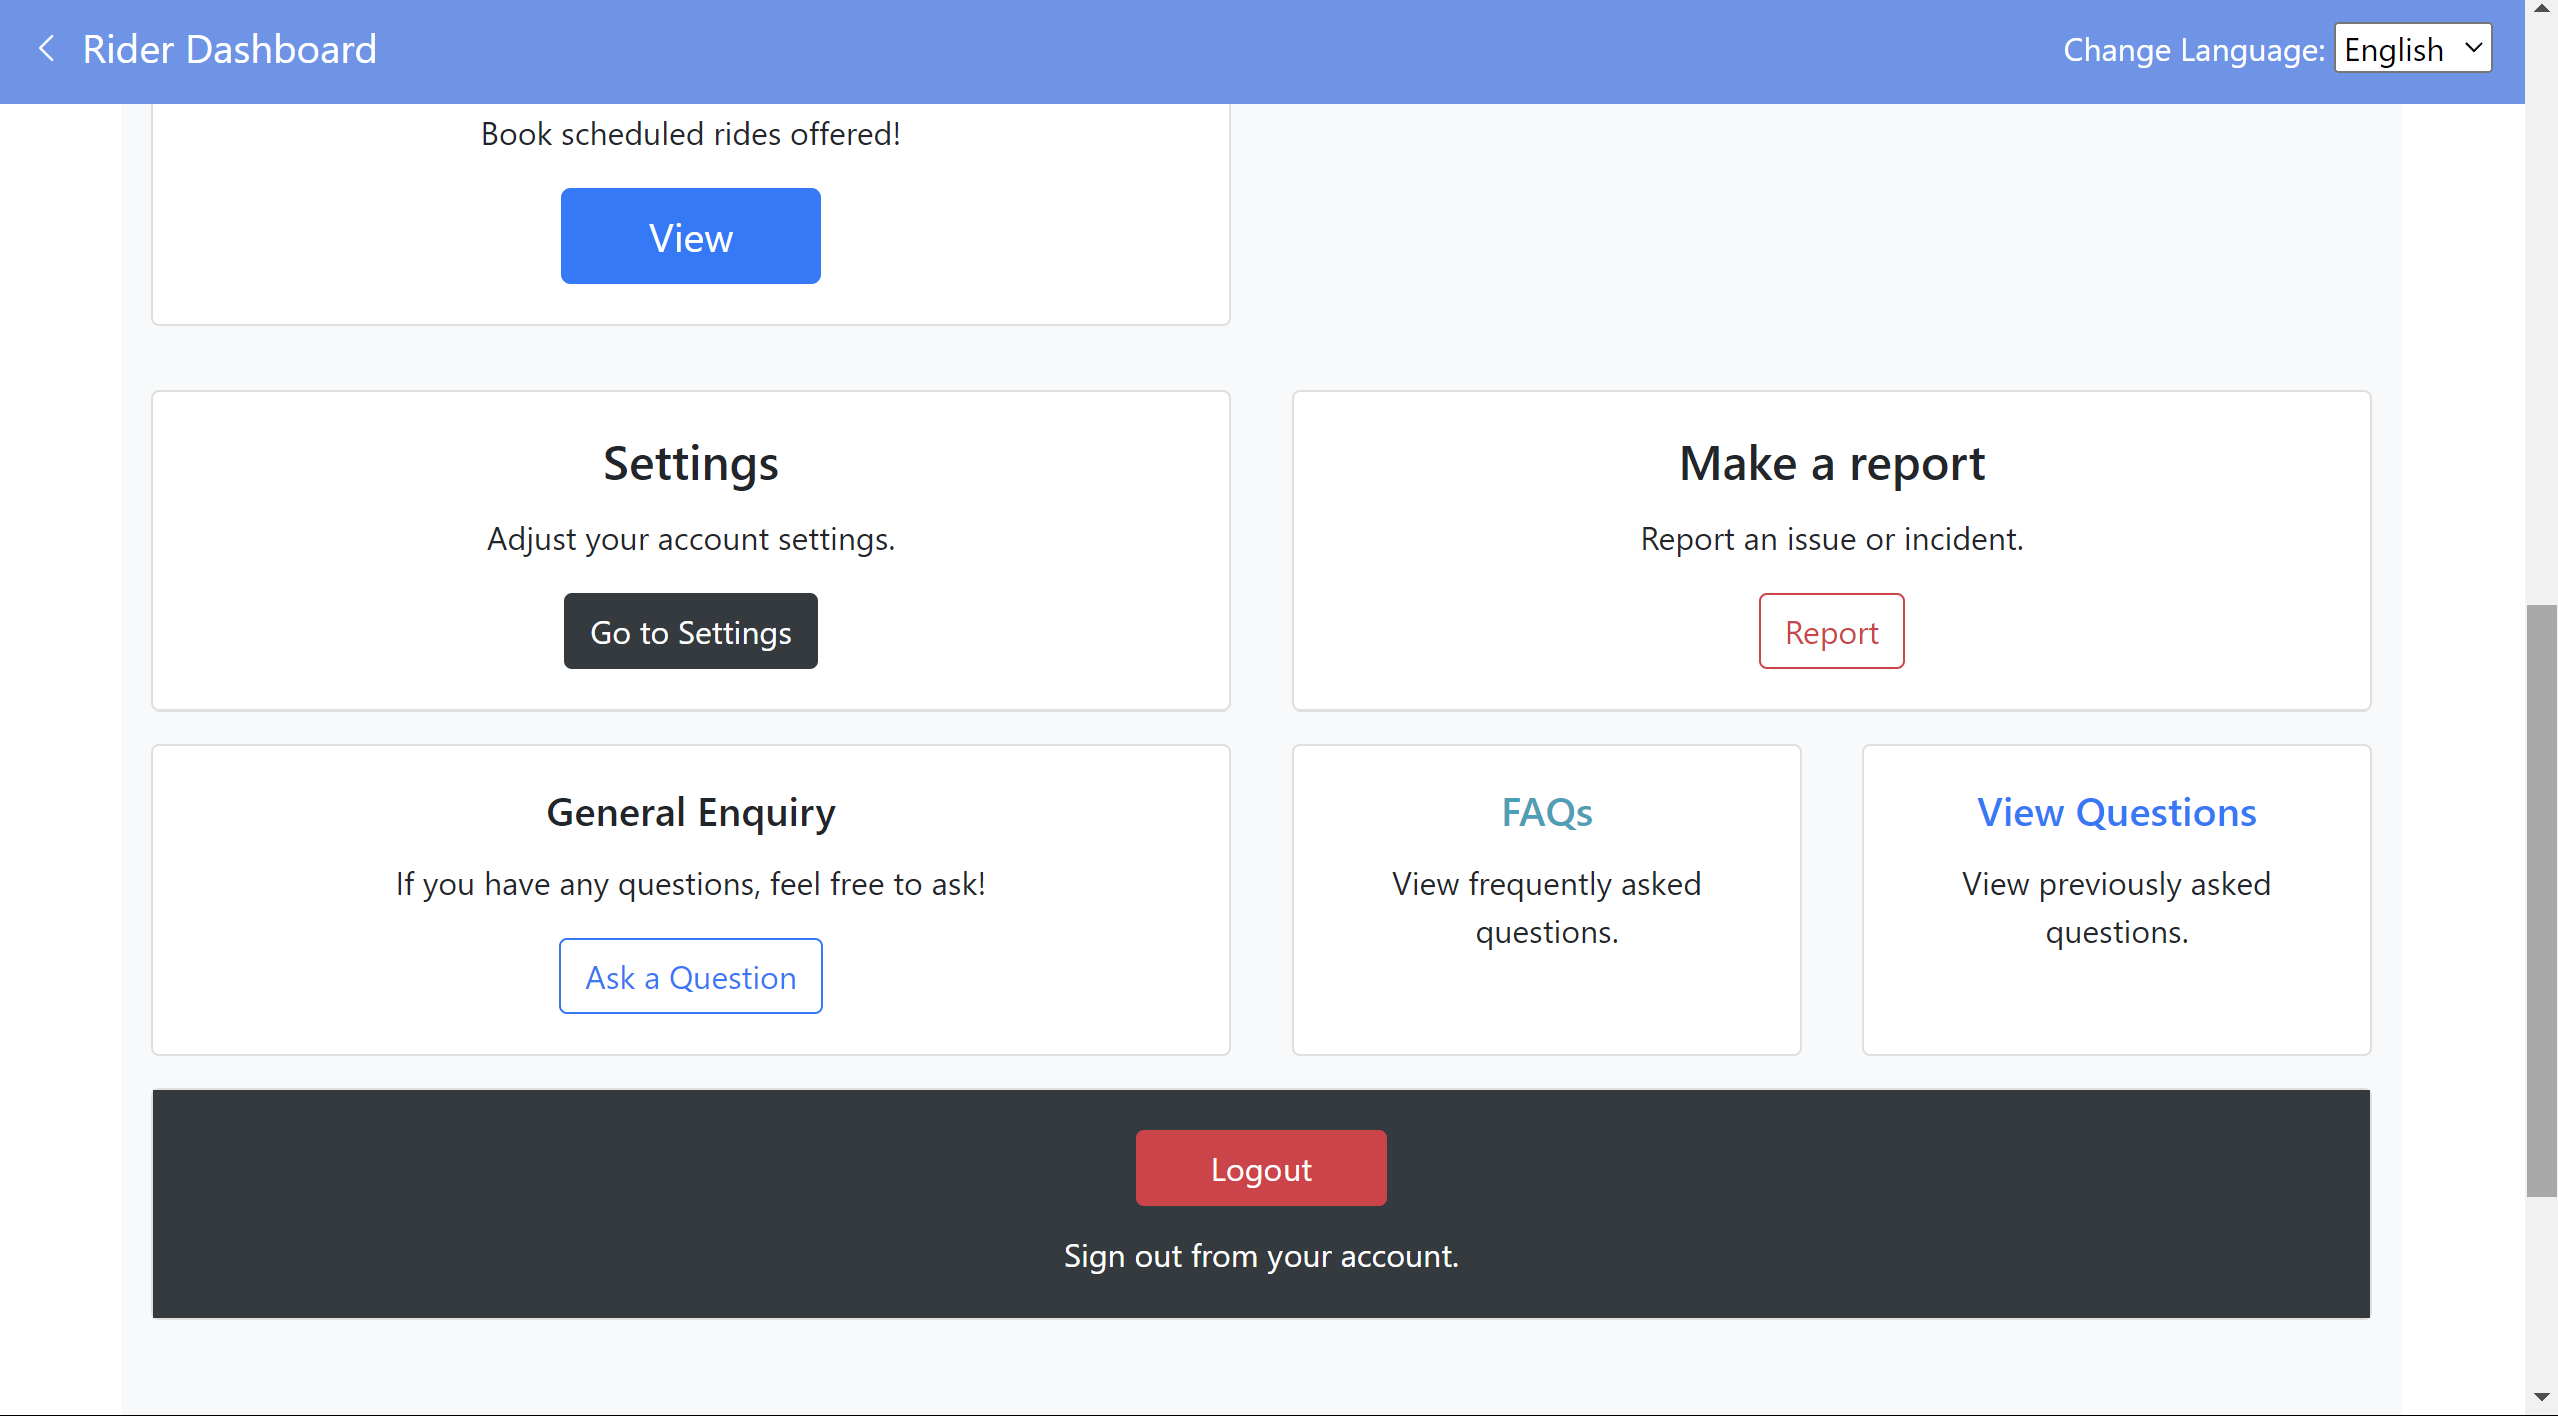 Rider Dashboard
Change Language: English
Book scheduled rides offered!
View
Settings
Adjust your account settings.
Go to Settings
Make a report
Report an issue or incident.
Report
General Enquiry
If you have any questions, feel free to ask!
Ask a Question
FAQs
View frequently asked
questions.
View Questions
View previously asked
questions.
Logout
Sign out from your account.